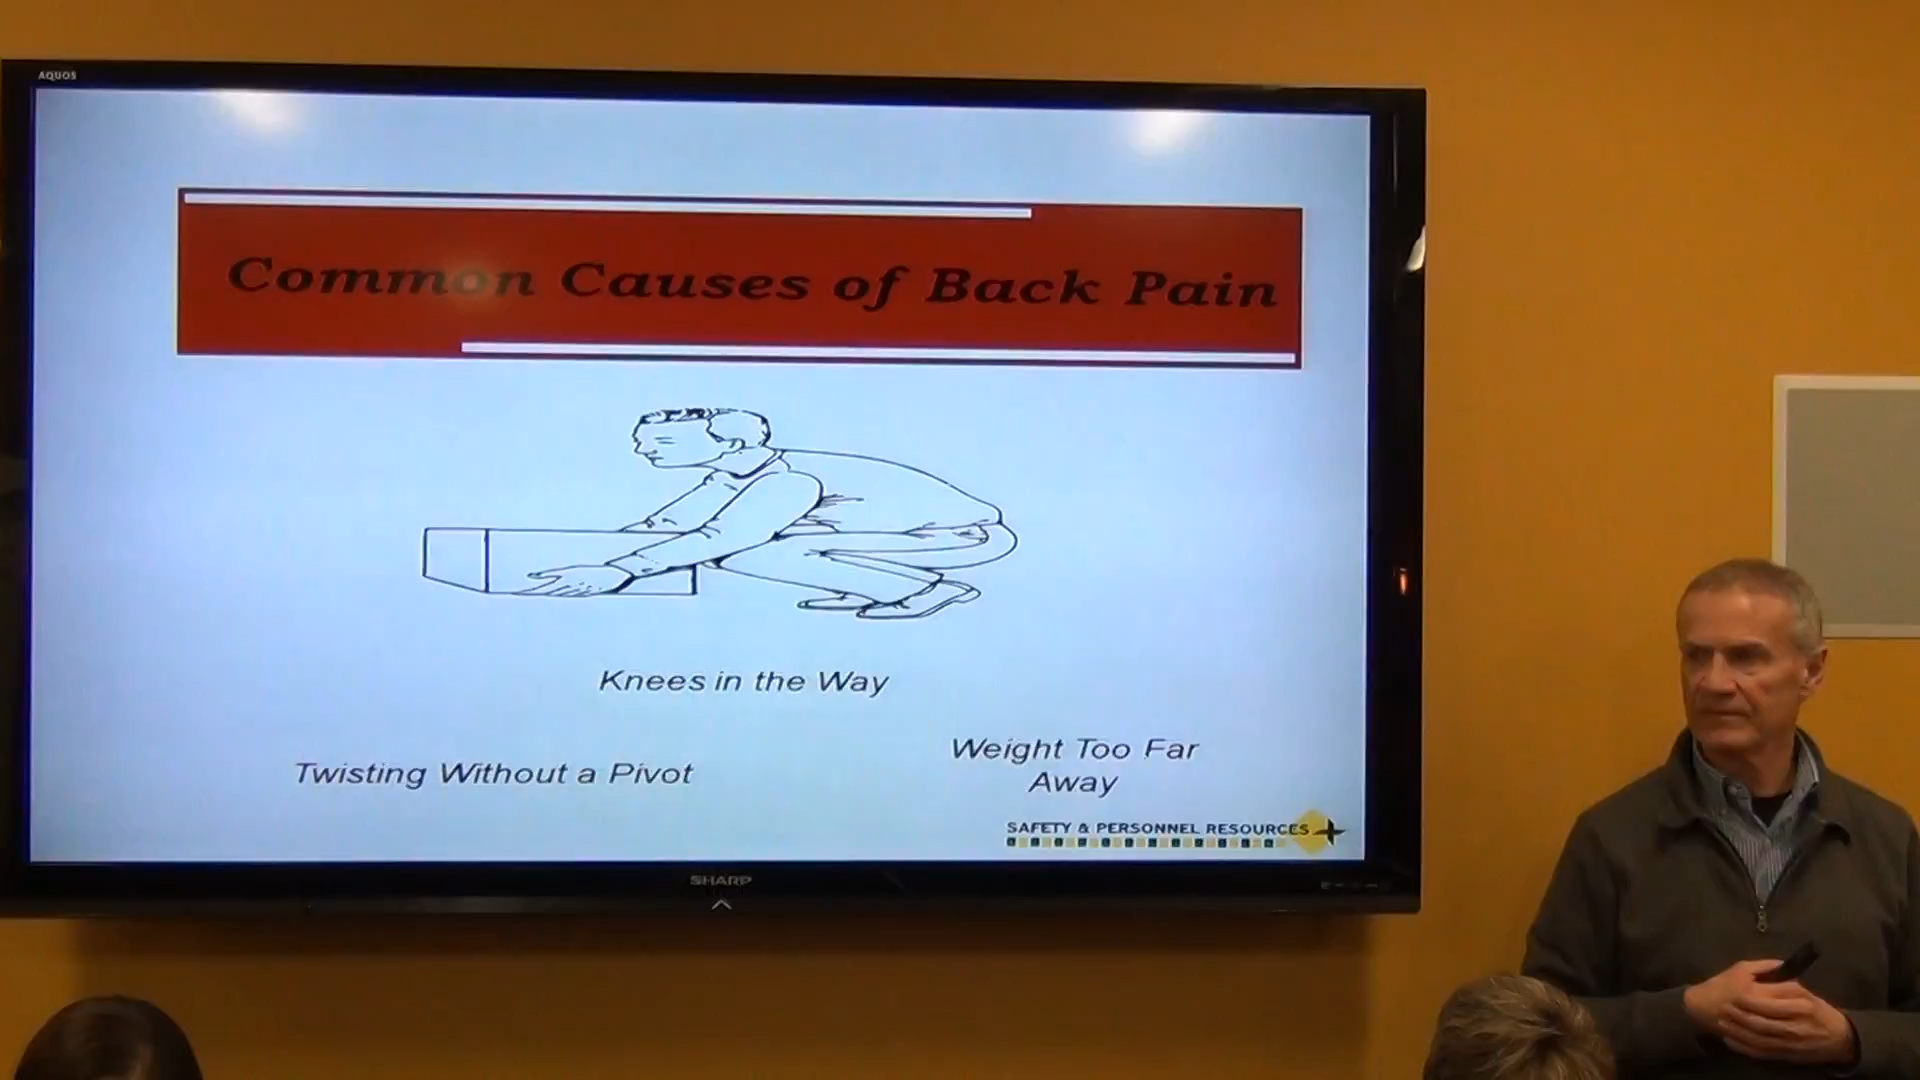 AQUOS
Common Causes of Back Pain
Knees in the Way
Twisting Without a Pivot
Weight Too Far
Away
SAFETY & PERSONNEL RESOURCES
SHARP